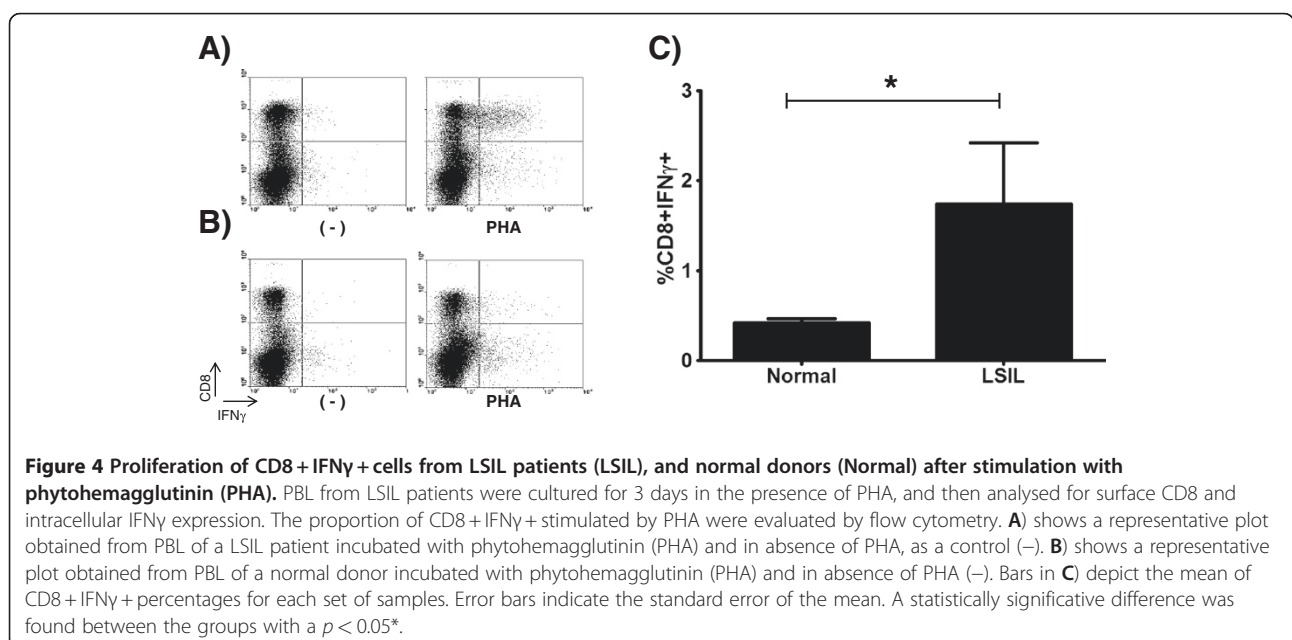 A)
C)
(-)
PHA
B)
CD8
IFNγ
(-)
PHA
3
*
2
%CD8+IFNγ+
1
0
Normal
LSIL
Figure 4 Proliferation of CD8 + IFNγ + cells from LSIL patients (LSIL), and normal donors (Normal) after stimulation with
phytohemagglutinin (PHA). PBL from LSIL patients were cultured for 3 days in the presence of PHA, and then analysed for surface CD8 and
intracellular IFNγ expression. The proportion of CD8 + IFNγ + stimulated by PHA were evaluated by flow cytometry. A) shows a representative plot
obtained from PBL of a LSIL patient incubated with phytohemagglutinin (PHA) and in absence of PHA, as a control (−). B) shows a representative
plot obtained from PBL of a normal donor incubated with phytohemagglutinin (PHA) and in absence of PHA (−). Bars in C) depict the mean of
CD8 + IFNγ + percentages for each set of samples. Error bars indicate the standard error of the mean. A statistically significative difference was
found between the groups with a p < 0.05*.